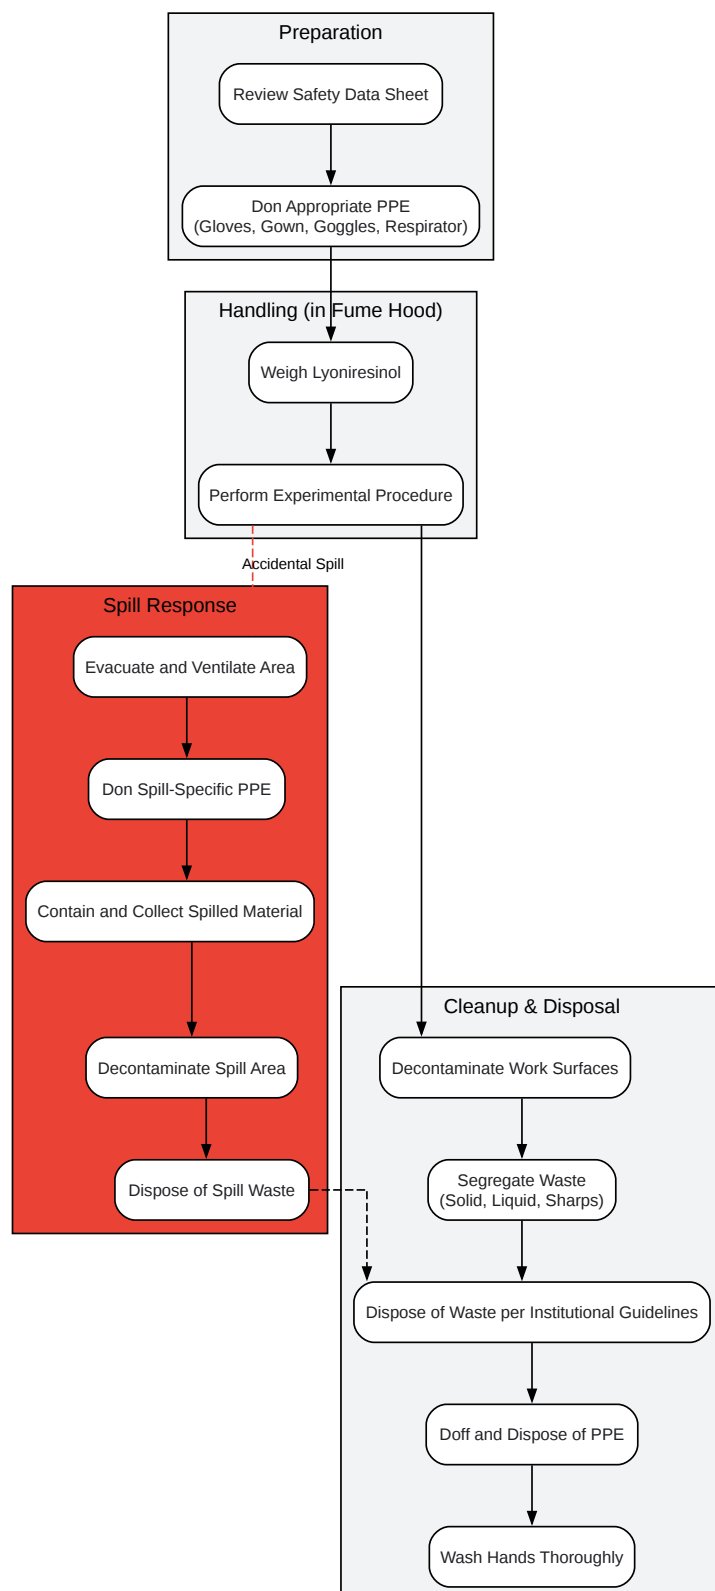 Preparation
Review Safety Data Sheet
Don Appropriate PPE
(Gloves, Gown, Goggles, Respirator)
Handling (in Fume Hood)
Weigh Lyoniresinol
Perform Experimental Procedure
Accidental Spill
Spill Response
Evacuate and Ventilate Area
Don Spill-Specific PPE
Contain and Collect Spilled Material
Decontaminate Spill Area
Dispose of Spill Waste
Cleanup & Disposal
Decontaminate Work Surfaces
Segregate Waste
(Solid, Liquid, Sharps)
Dispose of Waste per Institutional Guidelines
Doff and Dispose of PPE
Wash Hands Thoroughly